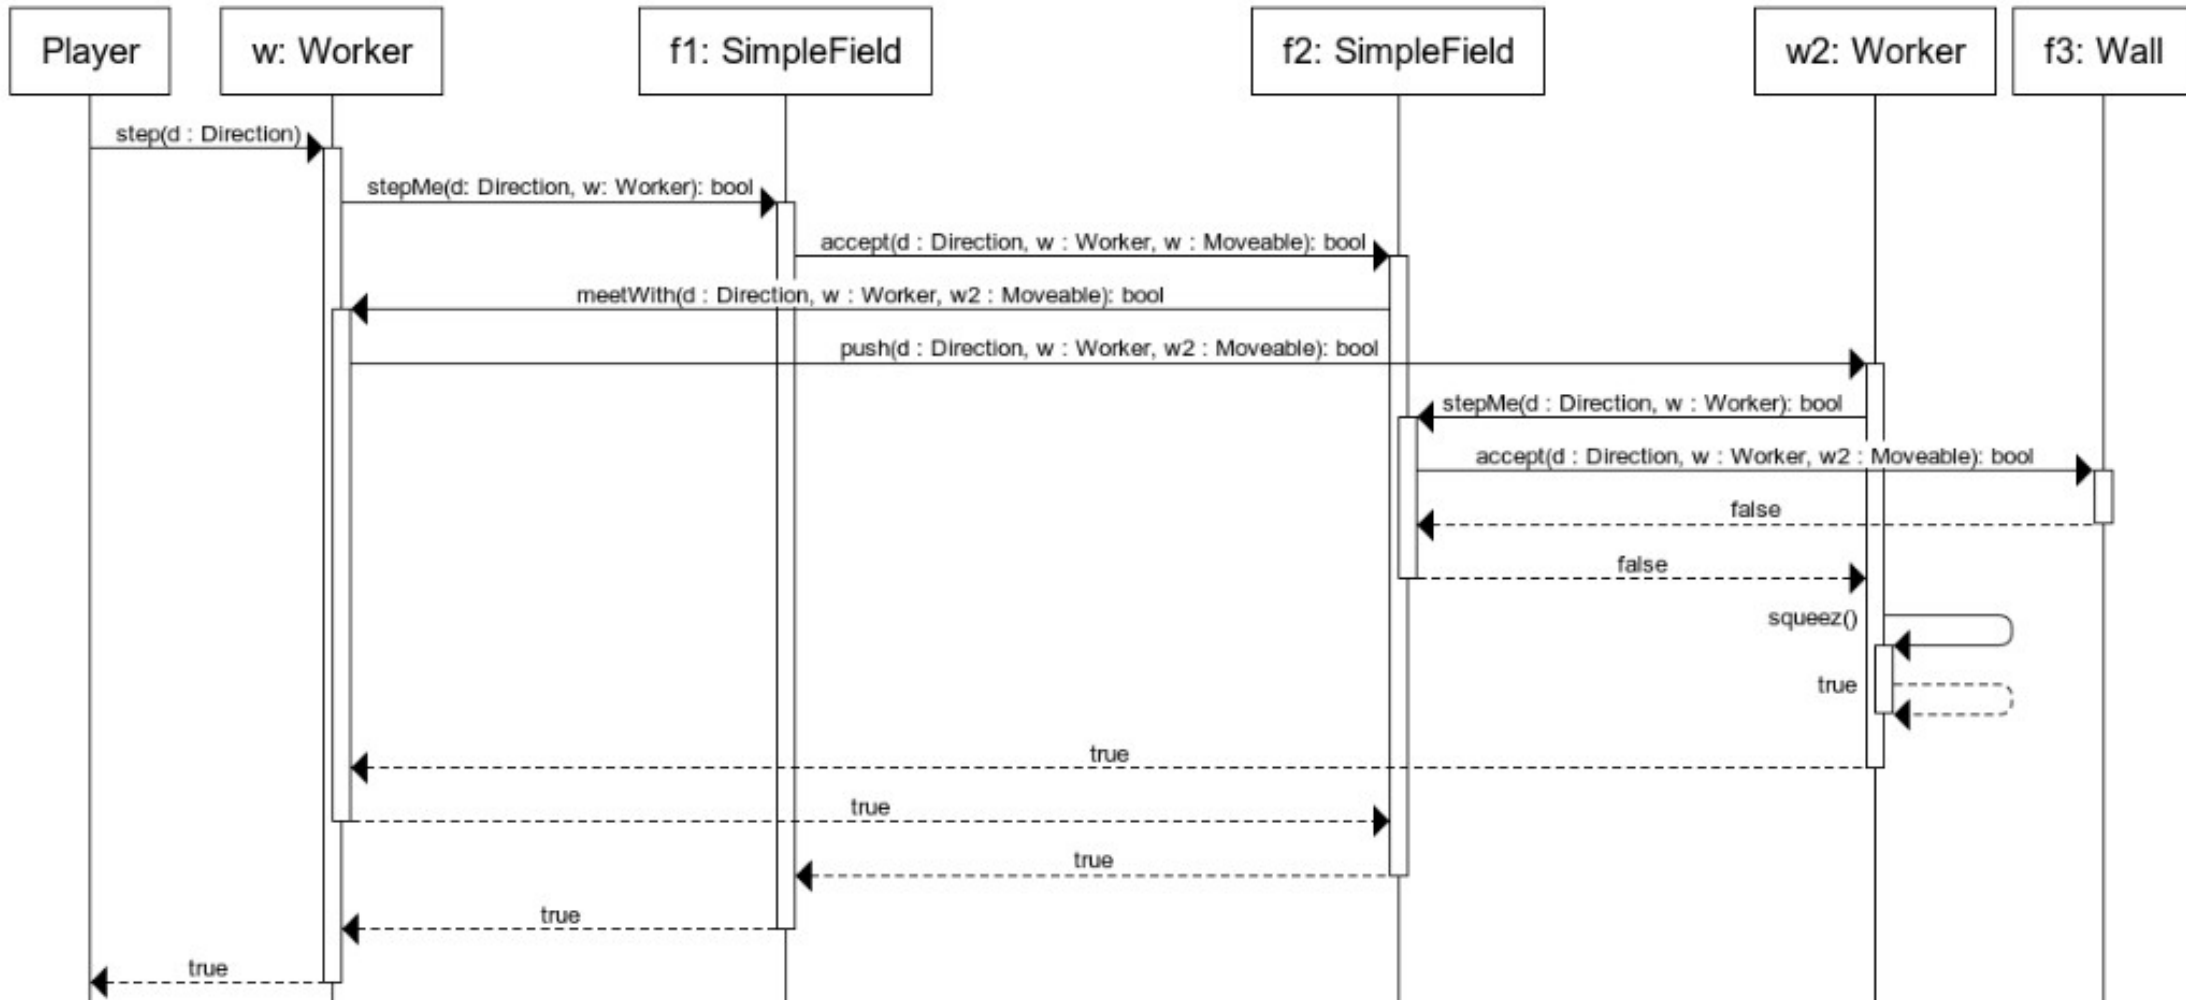 Player
w: Worker
f1: SimpleField
f2: SimpleField
w2: Worker
f3: Wall
step(d : Direction)
stepMe(d: Direction, w: Worker): bool
accept(d : Direction, w : Worker, w : Moveable): bool
meetWith(d : Direction, w : Worker, w2 : Moveable): bool
push(d : Direction, w : Worker, w2 : Moveable): bool
stepMe(d : Direction, w : Worker): bool
accept(d : Direction, w : Worker, w2 : Moveable): bool
false
false
squeez()
true
true
true
true
true
true